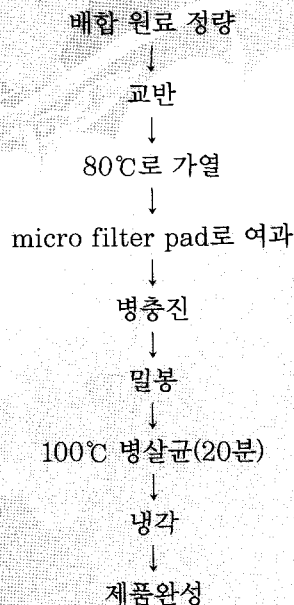 배합 원료 정량
↓
교반
↓
80℃로 가열
↓
micro filter pad로 여과
↓
병충진
↓
밀봉
↓
100℃ 병살균(20분)
↓
냉각
↓
제품완성